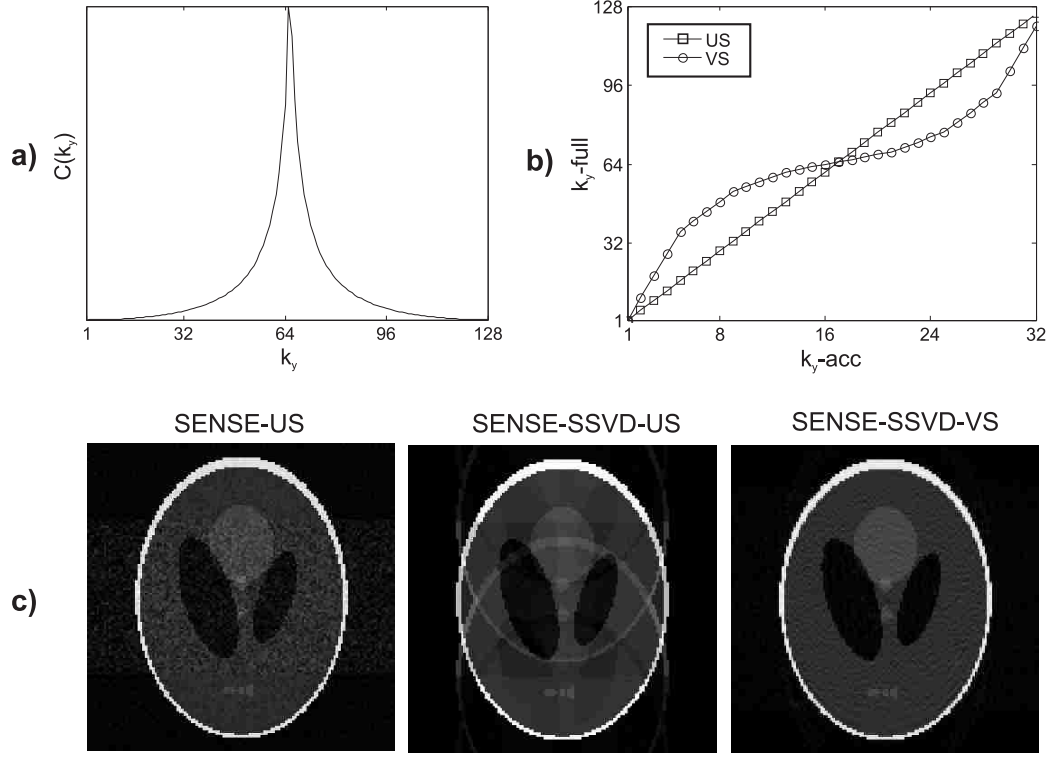 a)
C(k_y)
1 32 64 96 128
k_y
b)
US
VS
k_y-full
128
96
64
32
1
1 8 16 24 32
k_y-acc
c)
SENSE-US SENSE-SSVD-US SENSE-SSVD-VS